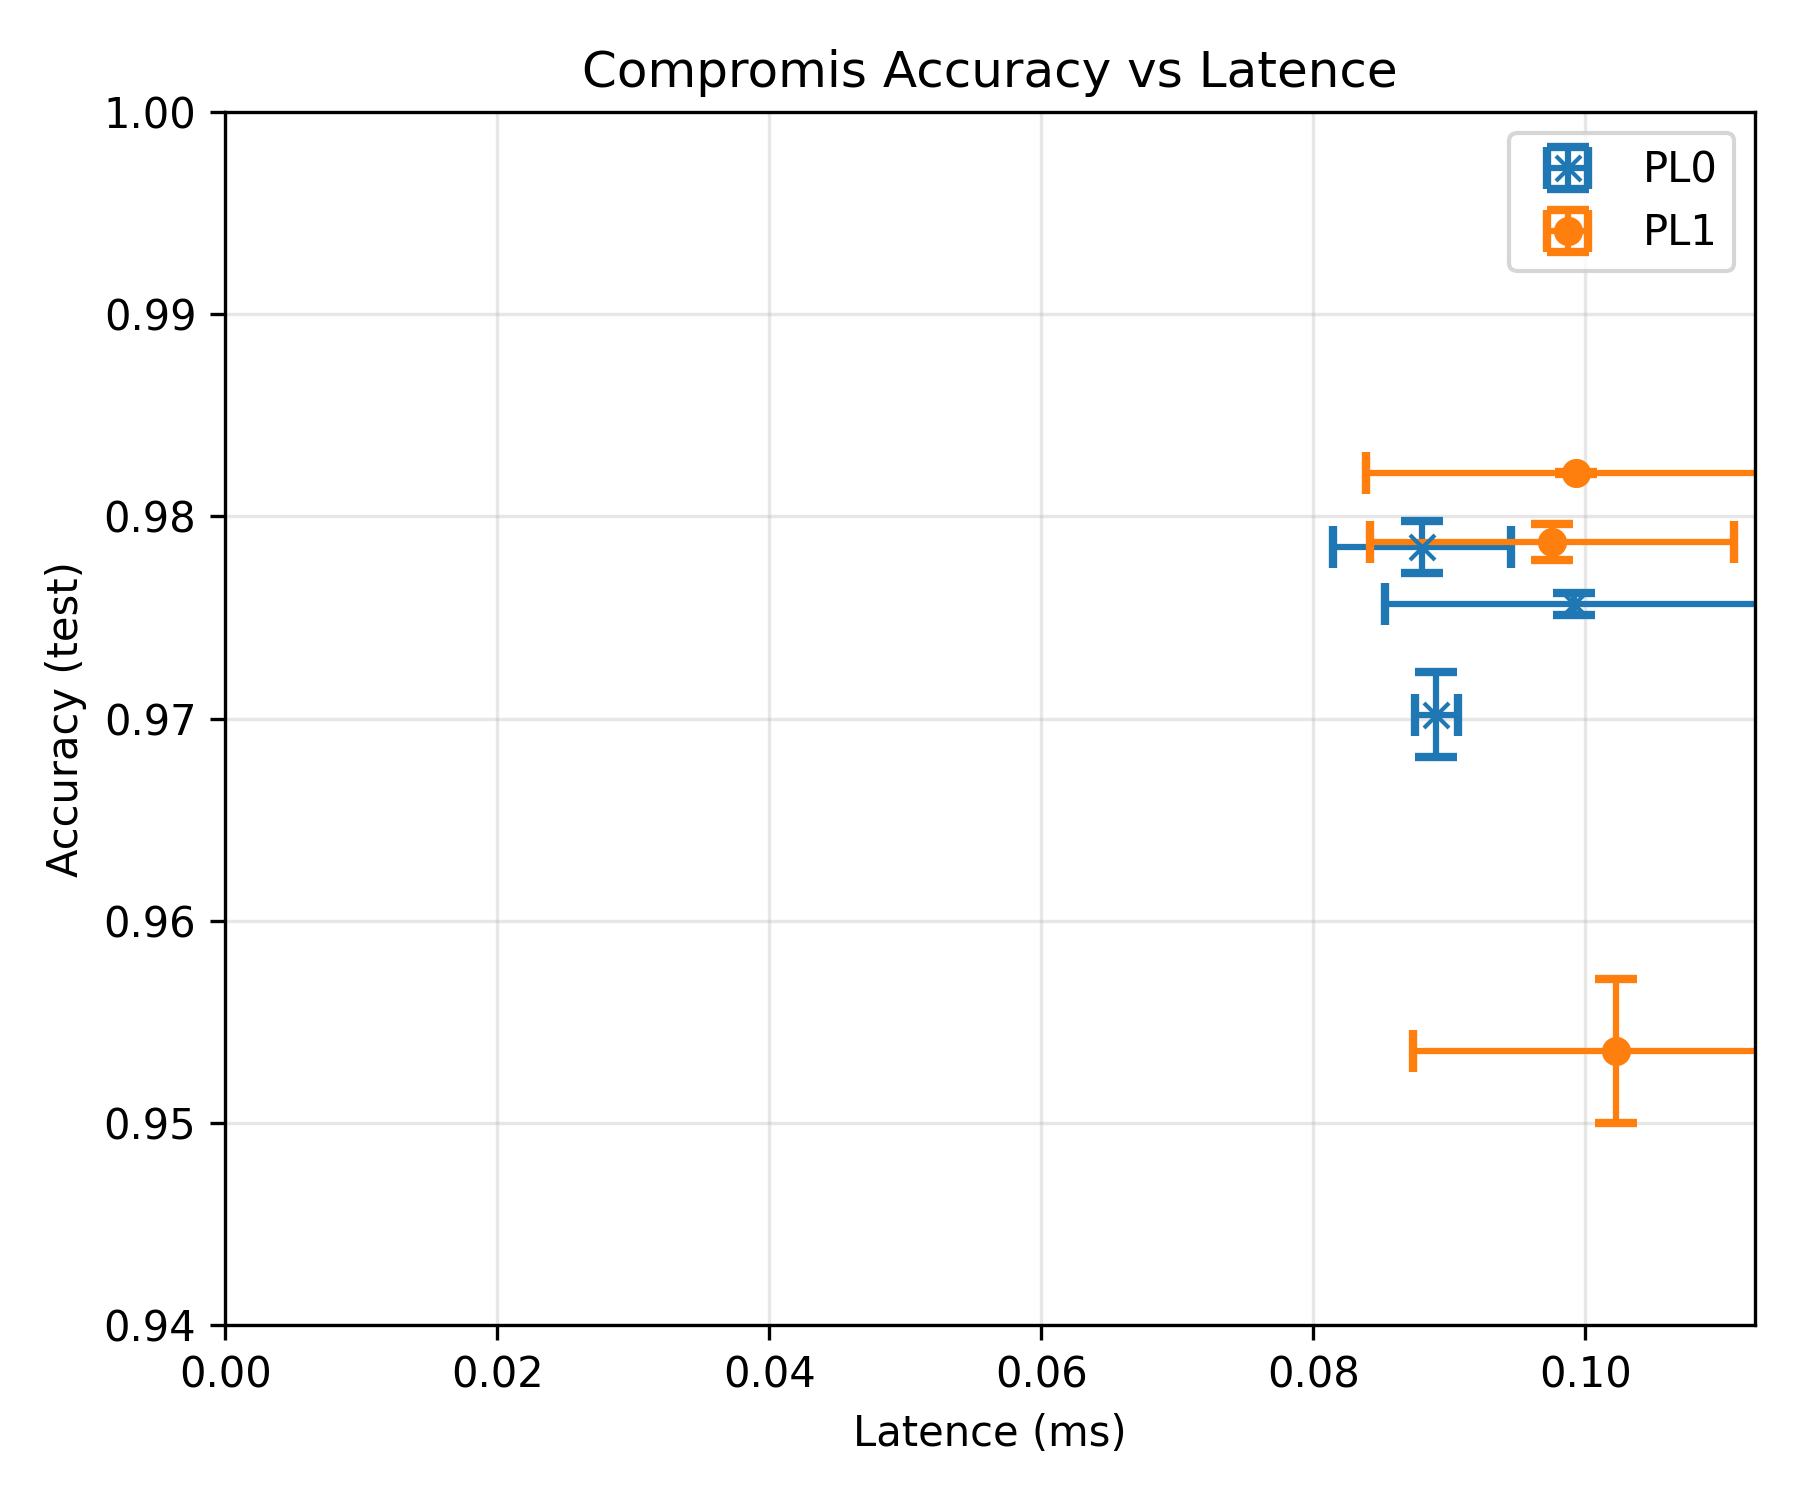 Compromis Accuracy vs Latence
PL0
PL1
1.00
0.99
0.98
0.97
0.96
0.95
0.94
Accuracy (test)
0.00 0.02 0.04 0.06 0.08 0.10
Latence (ms)